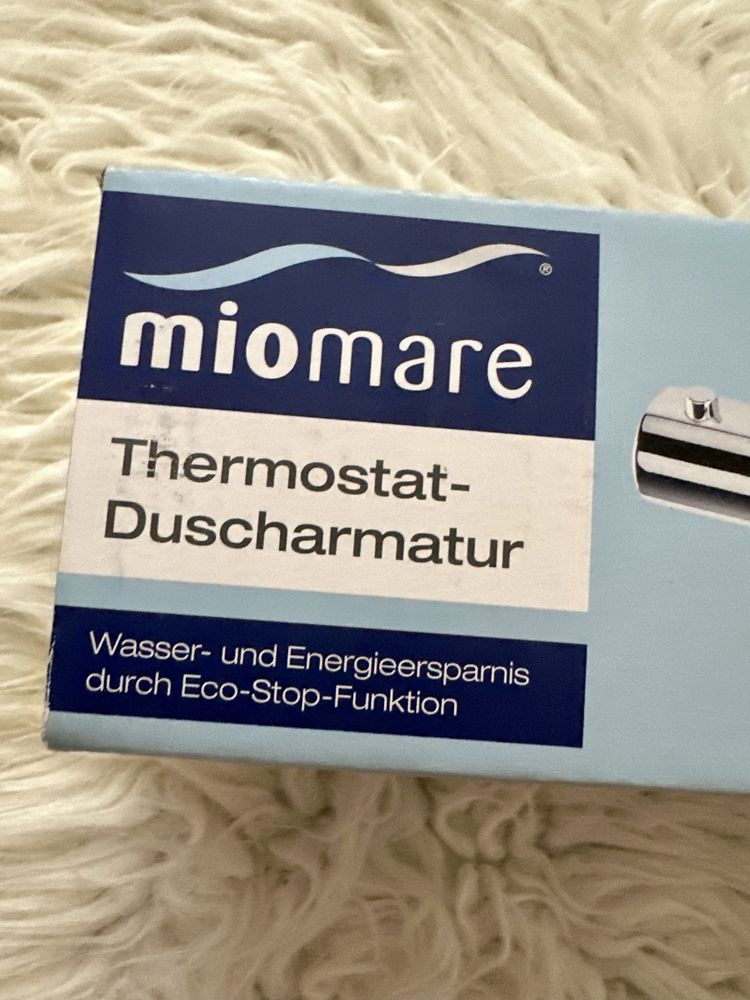 miomare®
Thermostat-
Duscharmatur
Wasser- und Energieersparnis
durch Eco-Stop-Funktion